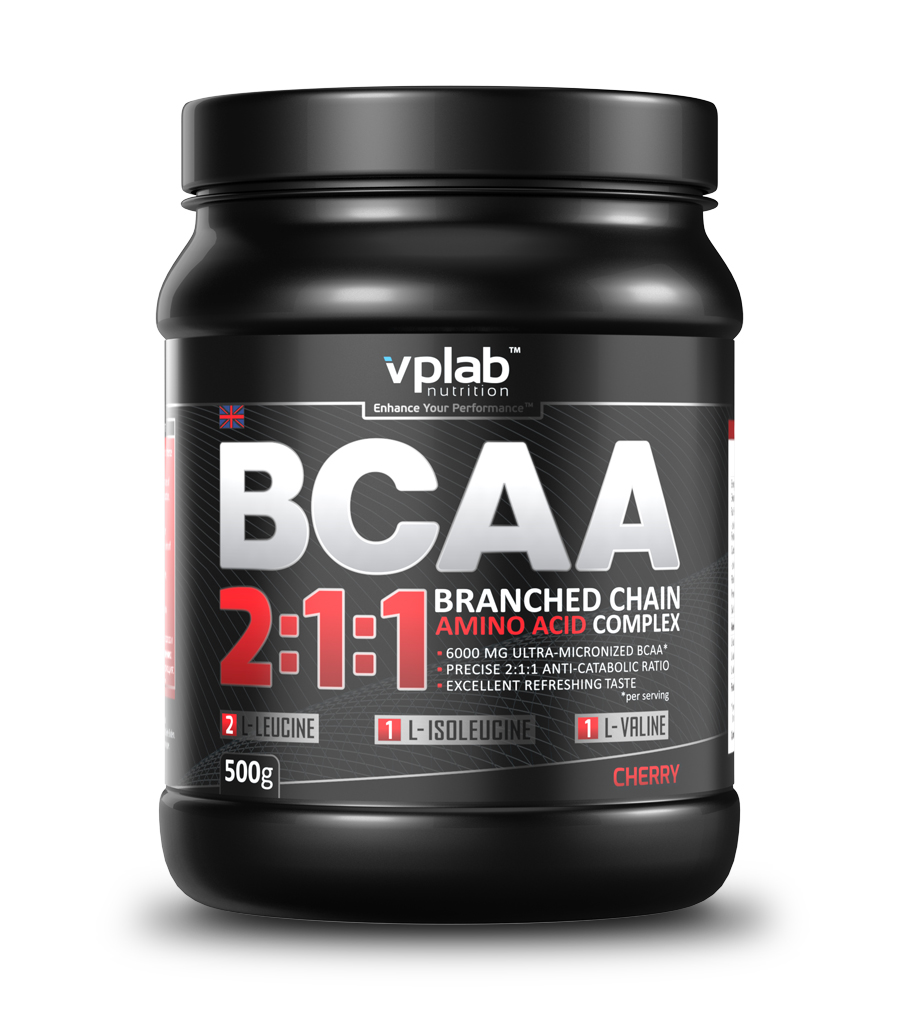 vplab™
nutrition
Enhance Your Performance™
BCAA
2:1:1
BRANCHED CHAIN
AMINO ACID COMPLEX
• 6000 MG ULTRA-MICRONIZED BCAA*
• PRECISE 2:1:1 ANTI-CATABOLIC RATIO
• EXCELLENT REFRESHING TASTE
*per serving
2 L-LEUCINE
1 L-ISOLEUCINE
1 L-VALINE
500g
CHERRY